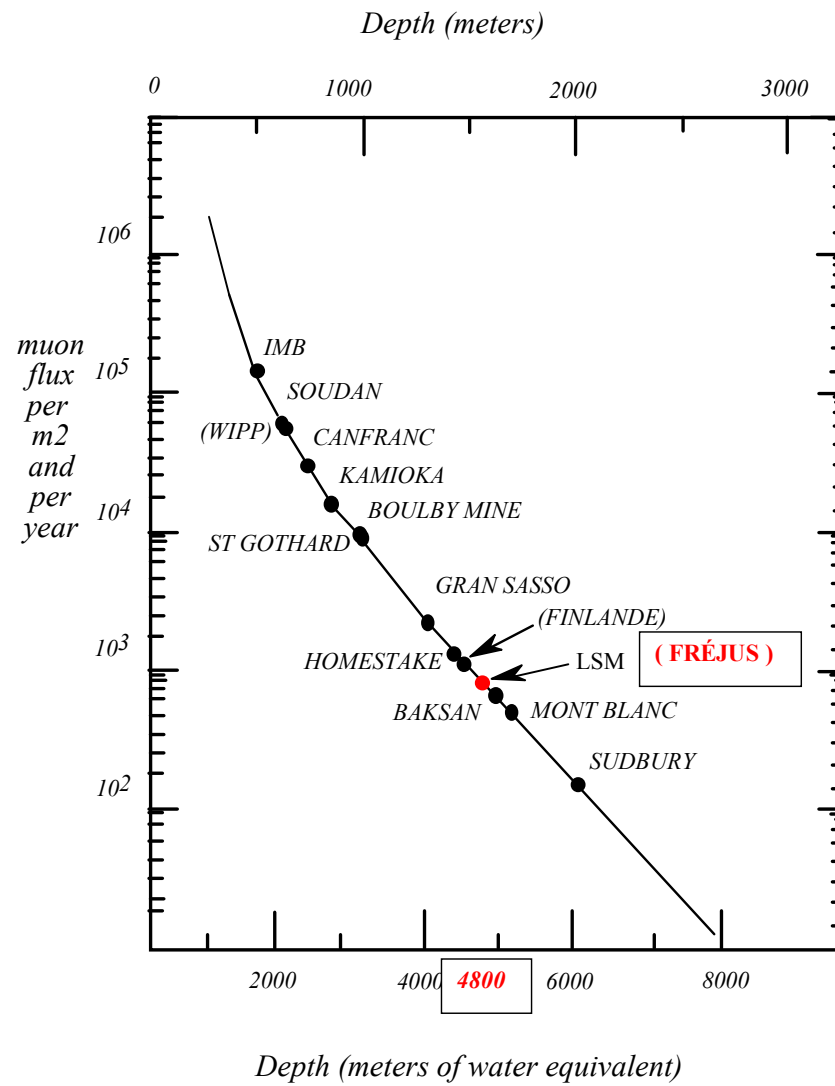 Depth (meters)
0 1000 2000 3000
10⁶
muon
flux
per
m2
and
per
year
10⁵
10⁴
10³
10²
IMB
SOUDAN
(WIPP)
CANFRANC
KAMIOKA
BOULBY MINE
ST GOTHARD
GRAN SASSO
(FINLANDE)
HOMESTAKE
LSM ( FRÉJUS )
BAKSAN
MONT BLANC
SUDBURY
2000 4000 4800 6000 8000
Depth (meters of water equivalent)